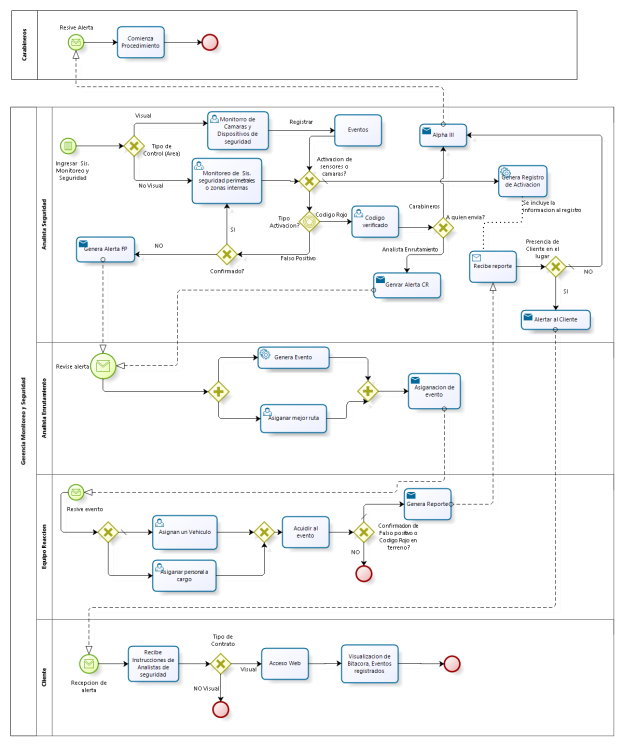 Carabineros
Resive Alerta
Comienza
Procedimiento
Gerencia Monitoreo y Seguridad
Analista Seguridad
Ingresar Sis.
Monitoreo y
Seguridad
Visual
Tipo de
Control (Area)
No Visual
Monitorro de
Camaras y
Dispositivos de
seguridad
Registrar
Eventos
Monitoreo de Sis.
seguridad perimetrales
o zonas internas
Activacion de
sensores o
camaras?
Alpha III
Genera Registro
de Activacion
Se incluye la
informacion al registro
Tipo
Activacion?
Codigo Rojo
Codigo
verificado
Carabineros
A quien envia?
Analista Enrutamiento
Falso Positivo
SI
NO
Confirmado?
Genera Alerta FP
Genrar Alerta CR
Recibe reporte
Presencia de
Cliente en el
lugar
NO
SI
Alertar al Cliente
Analista Enrutamiento
Revise alerta
Genera Evento
Asiganar mejor ruta
Asiganacion de
evento
Equipo Reaccion
Resive evento
Asignan un Vehiculo
Asiganar personal a
cargo
Acuidir al
evento
Genera Reporte
Confirmacion de
Falso positivo o
Codigo Rojo en
terreno?
NO
Cliente
Recepcion de
alerta
Recibe
Instrucciones de
Analistas de
seguridad
Tipo de
Contrato
Visual
NO Visual
Acceso Web
Visualizacion de
Bitacora, Eventos
registrados